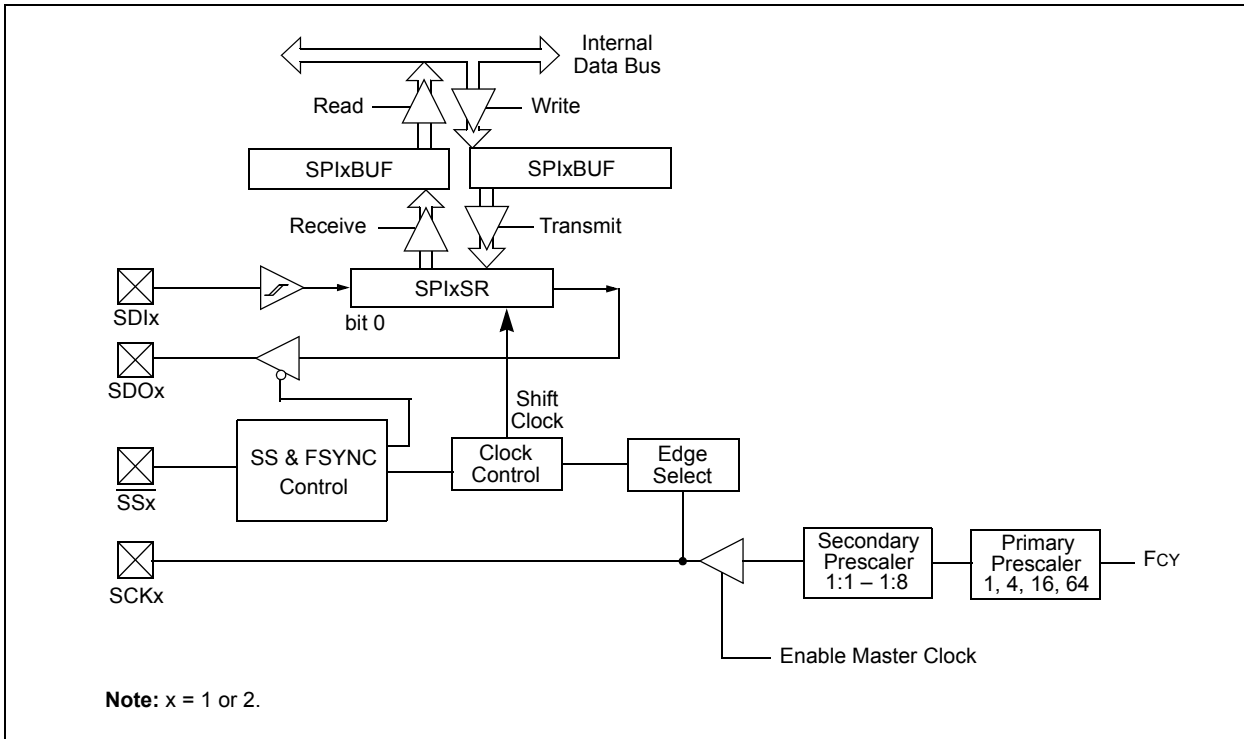 Internal
Data Bus
Read
Write
SPIxBUF
SPIxBUF
Receive
Transmit
SPIxSR
SDIx
bit 0
SDOx
Shift
Clock
SS & FSYNC
Control
Clock
Control
Edge
Select
SSx
Secondary
Prescaler
1:1 – 1:8
Primary
Prescaler
1, 4, 16, 64
FCY
SCKx
Enable Master Clock
Note: x = 1 or 2.